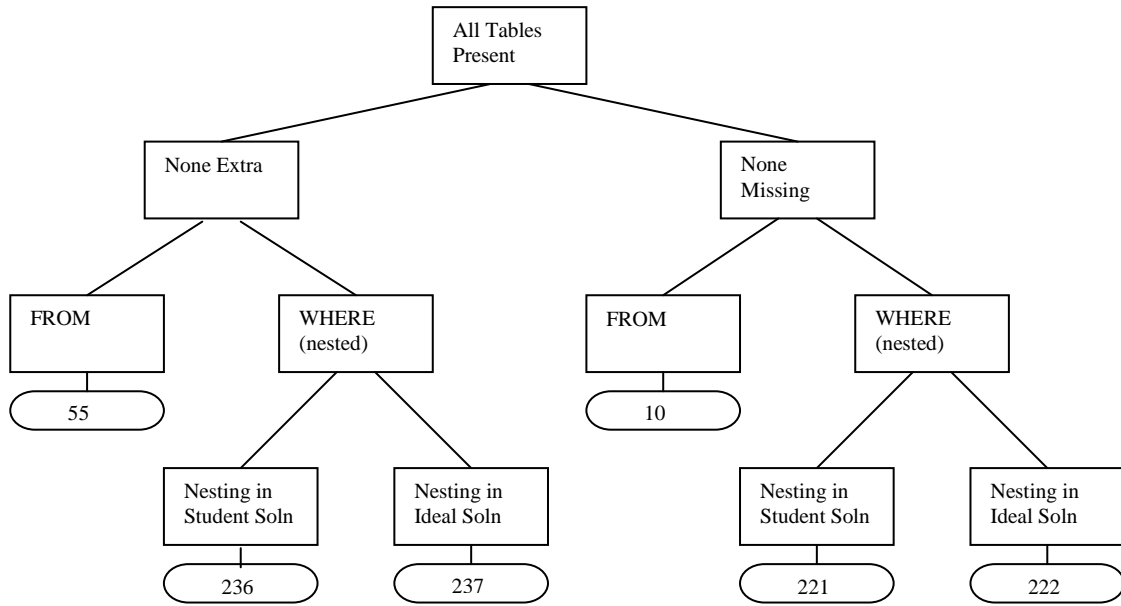 All Tables
Present
None Extra
None
Missing
FROM
WHERE
(nested)
FROM
WHERE
(nested)
55
10
Nesting in
Student Soln
Nesting in
Ideal Soln
Nesting in
Student Soln
Nesting in
Ideal Soln
236
237
221
222